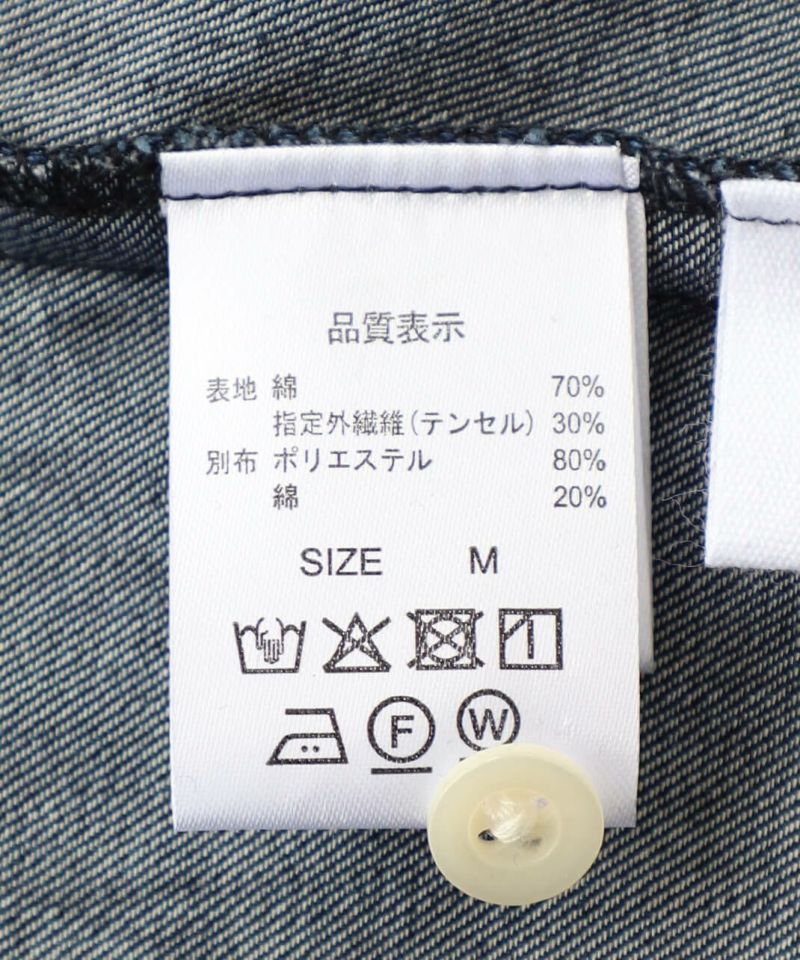 品質表示
表地 綿 70%
指定外繊維(テンセル) 30%
別布 ポリエステル 80%
綿 20%
SIZE M
F W